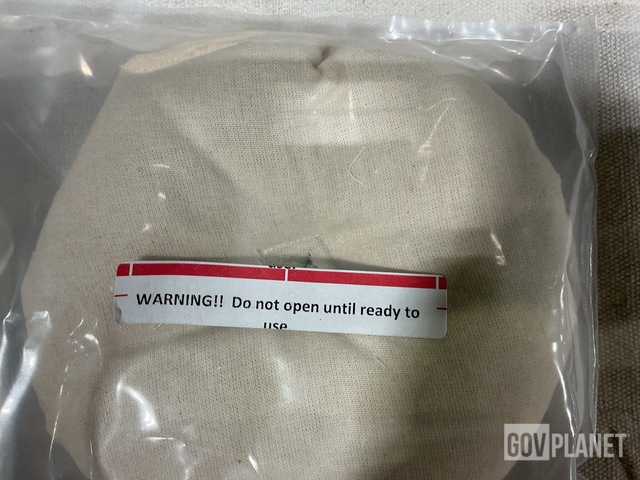 WARNING!! Do not open until ready to
use
GOVPLANET